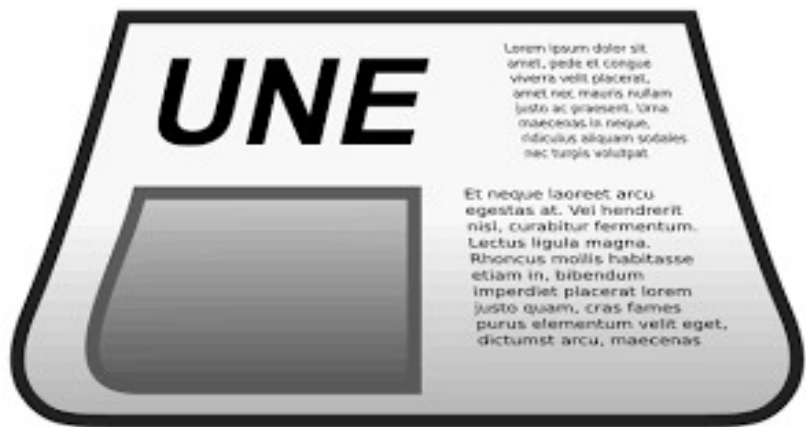 UNE
Lorem ipsum dolor sit
amet, pede et congue
viverra velit placerat,
amet nec mauris nullam
justo ac praesent. Urna
maecenas in neque,
ridiculus aliquam sodales
nec turpis volutpat
Et neque laoreet arcu
egestas at. Vel hendrerit
nisl, curabitur fermentum.
Lectus ligula magna.
Rhoncus mollis habitasse
etiam in, bibendum
imperdiet placerat lorem
justo quam, cras fames
purus elementum velit eget,
dictumst arcu, maecenas